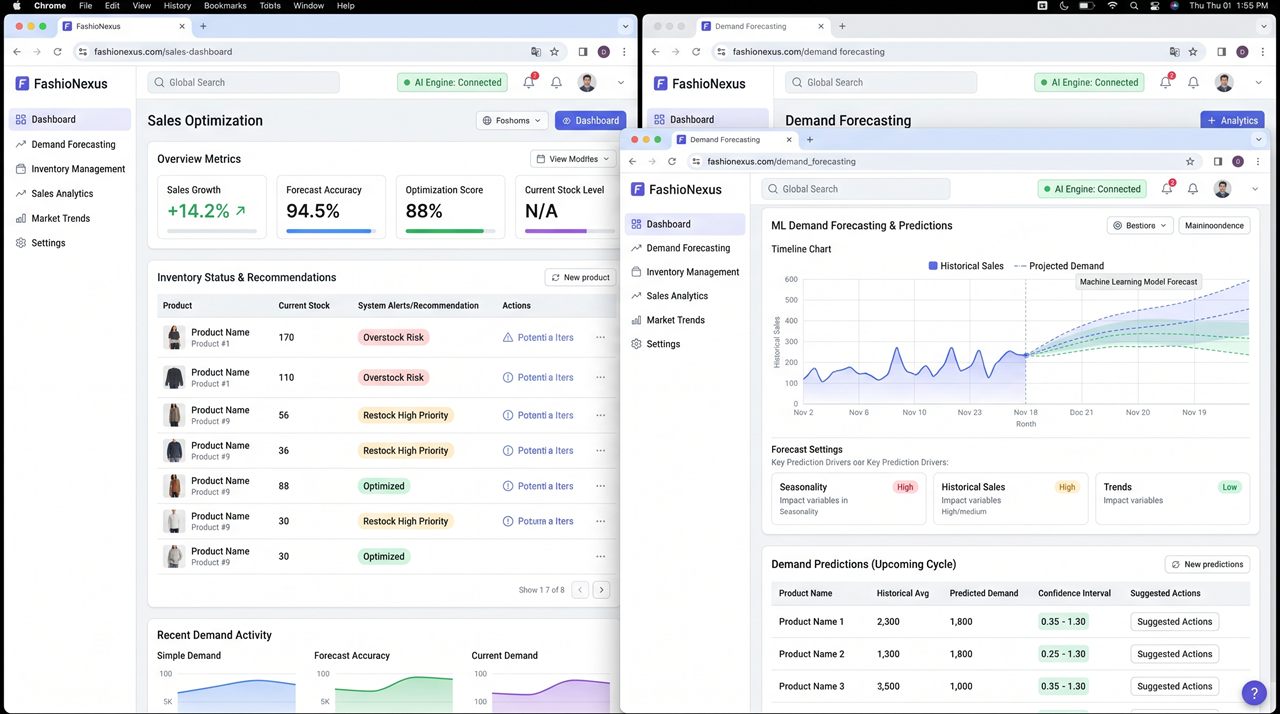 Chrome File Edit View History Bookmarks Tobts Window Help
Thu Thu 01 1:55 PM
FashioNexus
fashionexus.com/sales-dashboard
FashioNexus
Global Search
AI Engine: Connected
2
Dashboard
Demand Forecasting
Inventory Management
Sales Analytics
Market Trends
Settings
Sales Optimization
Foshoms
Dashboard
Overview Metrics
View Modftes
Sales Growth
+14.2%
Forecast Accuracy
94.5%
Optimization Score
88%
Current Stock Level
N/A
Inventory Status & Recommendations
New product
Product Current Stock System Alerts/Recommendation Actions
Product Name
Product #1
170 Overstock Risk Potenti a Iters
Product Name
Product #1
110 Overstock Risk Potenti a Iters
Product Name
Product #9
56 Restock High Priority Potenti a Iters
Product Name
Product #9
36 Restock High Priority Potenti a Iters
Product Name
Product #9
88 Optimized Potenti a Iters
Product Name
Product #9
30 Restock High Priority Poturn a Iters
Product Name
Product #9
30 Optimized
Show 1 7 of 8
Recent Demand Activity
Simple Demand
100
5K
Forecast Accuracy
100
5K
Current Demand
100
100
Demand Forecasting
fashionexus.com/demand forecasting
FashioNexus
Global Search
AI Engine: Connected
2
Dashboard
Demand Forecasting
+ Analytics
Demand Forecasting
fashionexus.com/demand_forecasting
FashioNexus
Global Search
AI Engine: Connected
2
Dashboard
Demand Forecasting
Inventory Management
Sales Analytics
Market Trends
Settings
ML Demand Forecasting & Predictions
Bestiore
Maininoondence
Timeline Chart
Historical Sales Projected Demand
Machine Learning Model Forecast
Historical Sales
600
500
400
300
200
100
0
Nov 2 Nov 6 Nov 10 Nov 23 Nov 18 Doc 21 Nov 20 Nov 19
Ronth
Forecast Settings
Key Prediction Drivers oar Key Prediction Drivers:
Seasonality High
Impact variables in
Seasonality
Historical Sales High
Impact variables
High/medium
Trends Low
Impact variables
Demand Predictions (Upcoming Cycle)
New predictions
Product Name Historical Avg Predicted Demand Confidence Interval Suggested Actions
Product Name 1 2,300 1,800 0.35 - 1.30 Suggested Actions
Product Name 2 1,300 1,800 0.25 - 1.30 Suggested Actions
Product Name 3 3,500 1,000 0.35 - 1.30 Suggested Actions
?